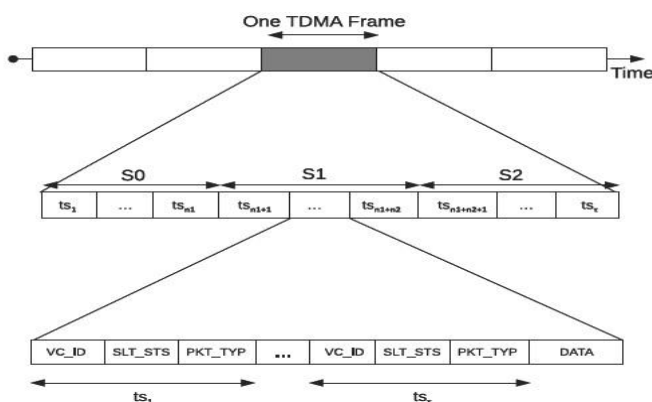 One TDMA Frame
Time
S0 S1 S2
ts₁ ... tsₙ₁ tsₙ₁₊₁ ... tsₙ₁₊ₙ₂ tsₙ₁₊ₙ₂₊₁ ... ts_τ
VC_ID SLT_STS PKT_TYP ... VC_ID SLT_STS PKT_TYP DATA